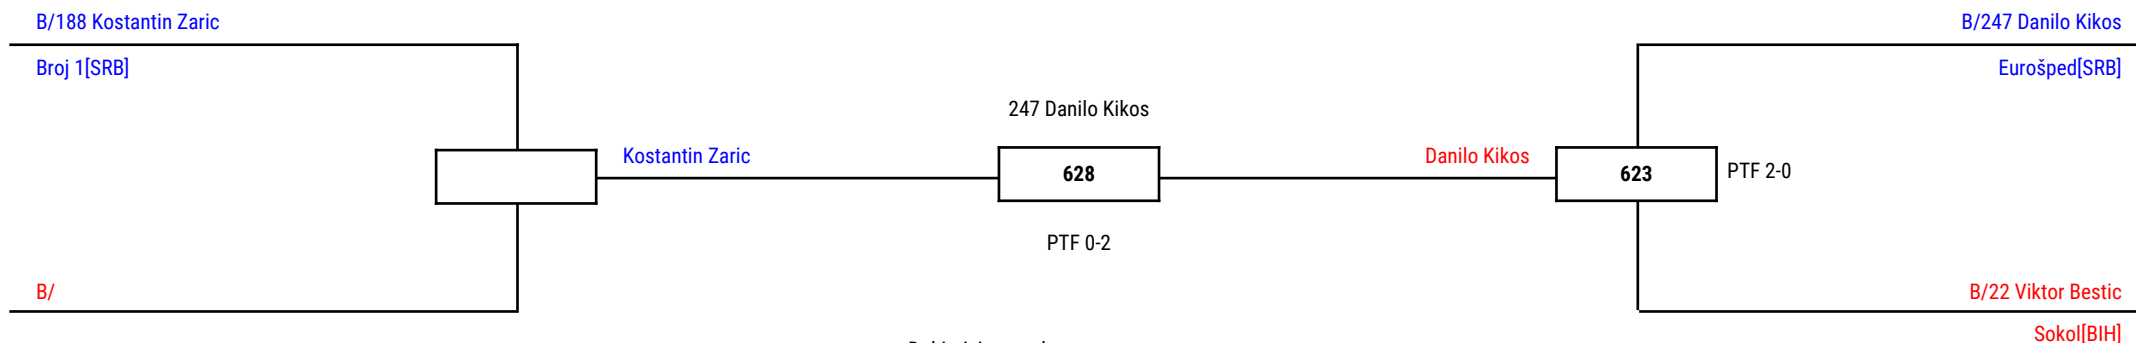 B/188 Kostantin Zaric
Broj 1[SRB]
B/
Kostantin Zaric
247 Danilo Kikos
628
PTF 0-2
Danilo Kikos
623
PTF 2-0
B/247 Danilo Kikos
Eurošped[SRB]
B/22 Viktor Bestic
Sokol[BIH]